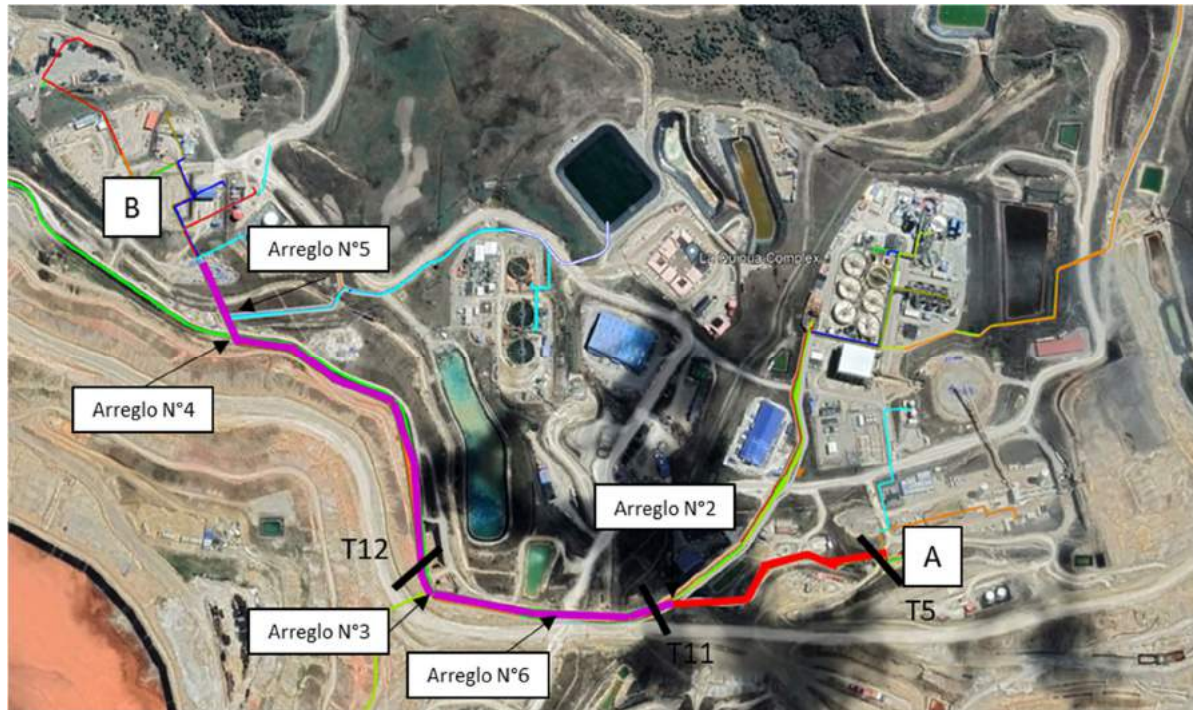 B
Arreglo N°5
La Quinua Complex
Arreglo N°4
Arreglo N°2
T12
A
Arreglo N°3
T5
T11
Arreglo N°6